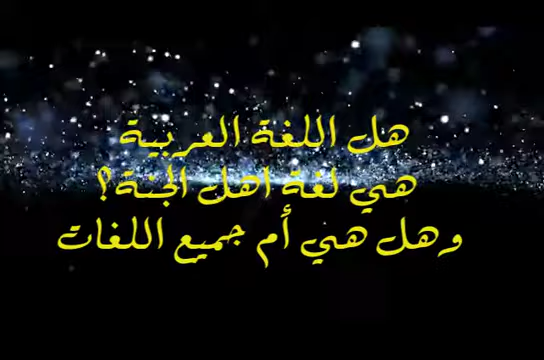 هل اللغة العربية
هي لغة اهل الجنة؟
وهل هي أم جميع اللغات